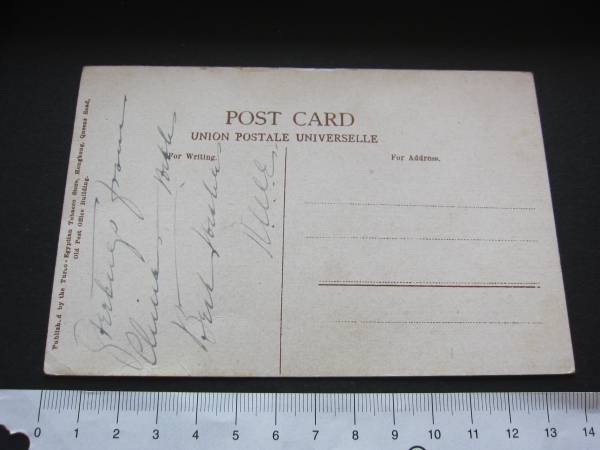 POST CARD
UNION POSTALE UNIVERSELLE
For Writing.
For Address.
Published by the Turco-Egyptian Tobacco Store, Hongkong, Queens Road,
Old Post Office Building.
Greetings from
China with
Best wishes
0 1 2 3 4 5 6 7 8 9 10 11 12 13 14